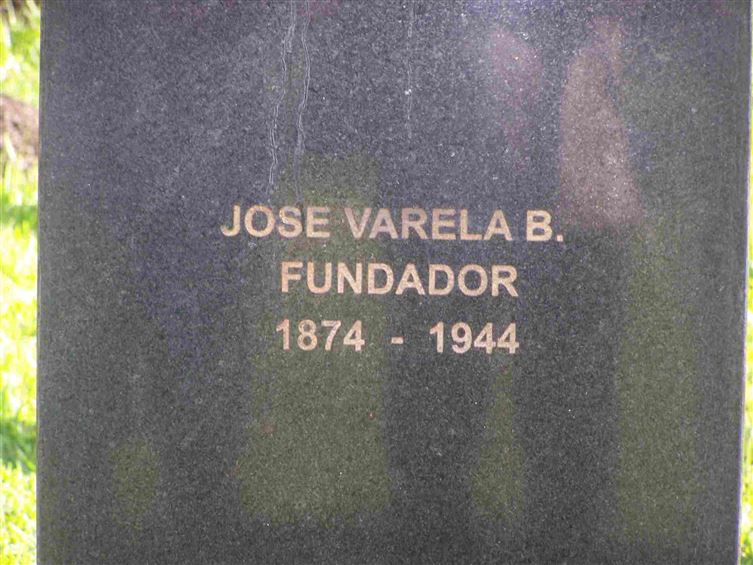 JOSE VARELA B.
FUNDADOR
1874 - 1944